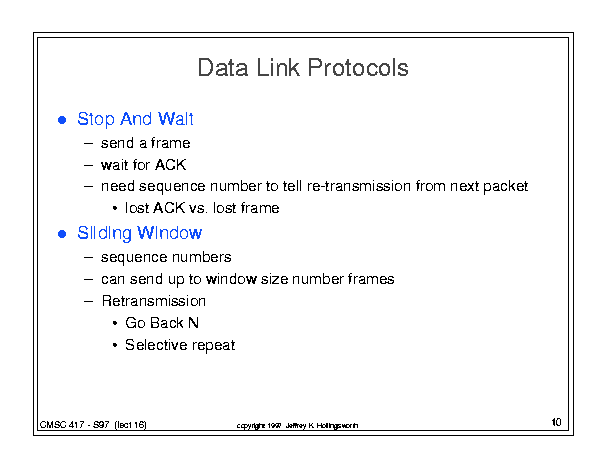 Data Link Protocols
● Stop And Wait
– send a frame
– wait for ACK
– need sequence number to tell re-transmission from next packet
• lost ACK vs. lost frame
● Sliding Window
– sequence numbers
– can send up to window size number frames
– Retransmission
• Go Back N
• Selective repeat
CMSC 417 - S97 (lect 16)
copyright 1997 Jeffrey K. Hollingsworth
10